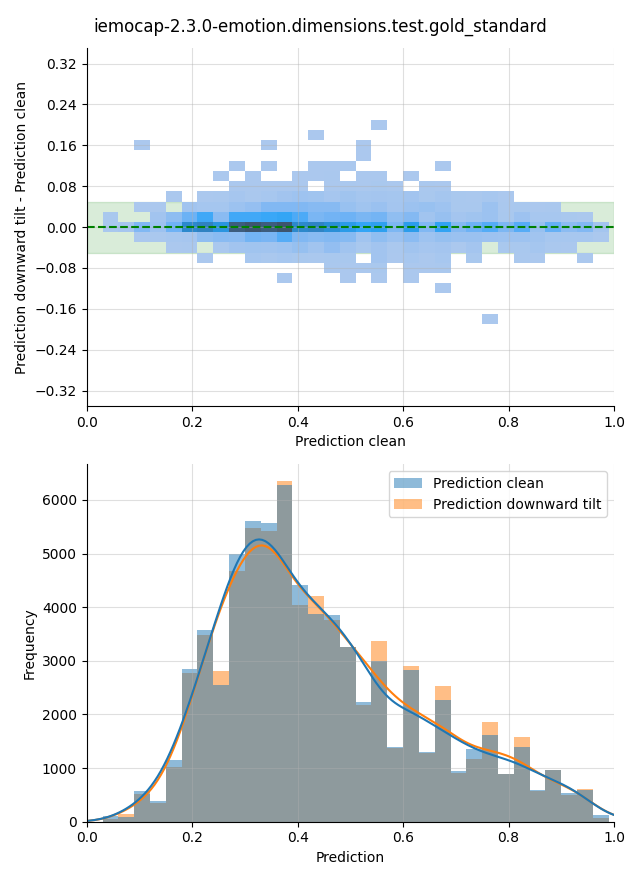 iemocap-2.3.0-emotion.dimensions.test.gold_standard
Prediction downward tilt - Prediction clean
0.32
0.24
0.16
0.08
0.00
−0.08
−0.16
−0.24
−0.32
0.0 0.2 0.4 0.6 0.8 1.0
Prediction clean
Prediction clean
Prediction downward tilt
Frequency
6000
5000
4000
3000
2000
1000
0
0.0 0.2 0.4 0.6 0.8 1.0
Prediction